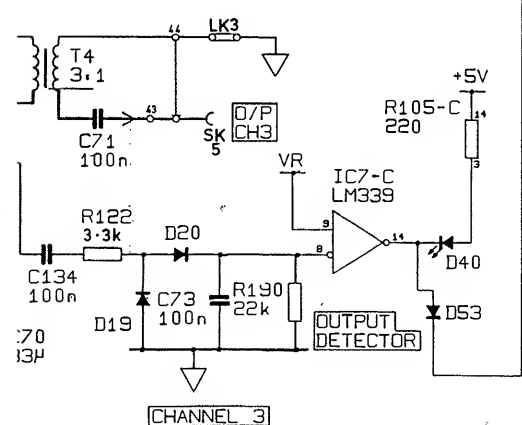 44
LK3
T4
3:1
+5V
O/P
CH3
43
SK
5
C71
100n
R105-C
220
14
3
VR
IC7-C
LM339
9
8
14
D40
R122
3·3k
D20
C134
100n
C73
100n
R190
22k
D19
OUTPUT
DETECTOR
D53
C70
33µ
CHANNEL 3